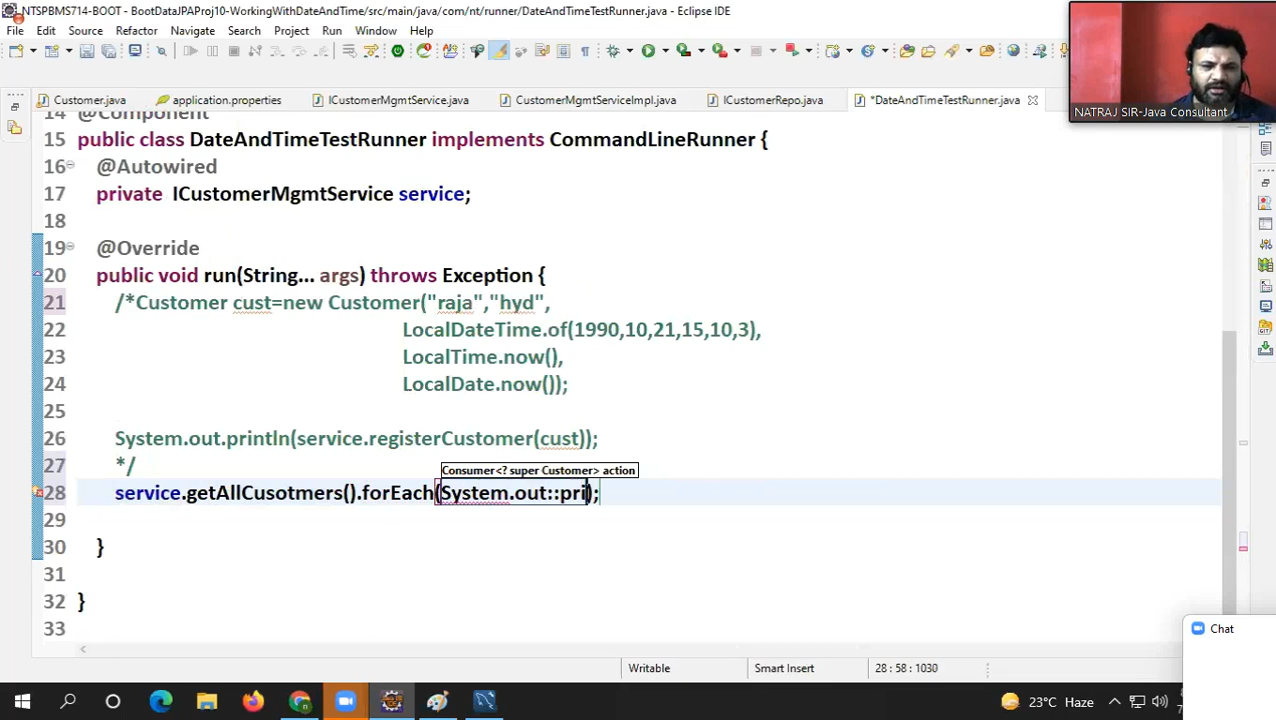 NTSPBMS714-BOOT - BootDataJPAProj10-WorkingWithDateAndTime/src/main/java/com/nt/runner/DateAndTimeTestRunner.java - Eclipse IDE
File Edit Source Refactor Navigate Search Project Run Window Help
NATRAJ SIR-Java Consultant
Customer.java application.properties ICustomerMgmtService.java CustomerMgmtServiceImpl.java ICustomerRepo.java *DateAndTimeTestRunner.java
14 @Component
15 public class DateAndTimeTestRunner implements CommandLineRunner {
16 @Autowired
17 private ICustomerMgmtService service;
18
19 @Override
20 public void run(String... args) throws Exception {
21 /*Customer cust=new Customer("raja","hyd",
22 LocalDateTime.of(1990,10,21,15,10,3),
23 LocalTime.now(),
24 LocalDate.now());
25
26 System.out.println(service.registerCustomer(cust));
27 */
Consumer<? super Customer> action
28 service.getAllCusotmers().forEach(System.out::pri);
29
30 }
31
32 }
33
Chat
Writable Smart Insert 28 : 58 : 1030
23°C Haze